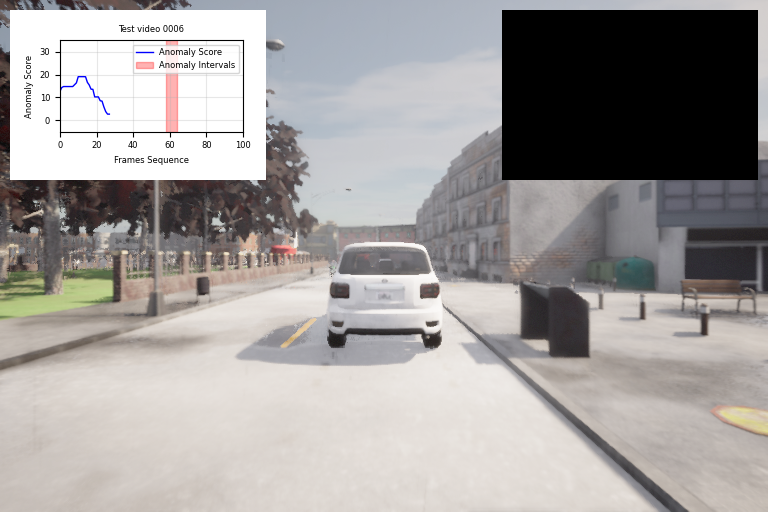 Test video 0006
Anomaly Score
Anomaly Intervals
Anomaly Score
30
20
10
0
0 20 40 60 80 100
Frames Sequence